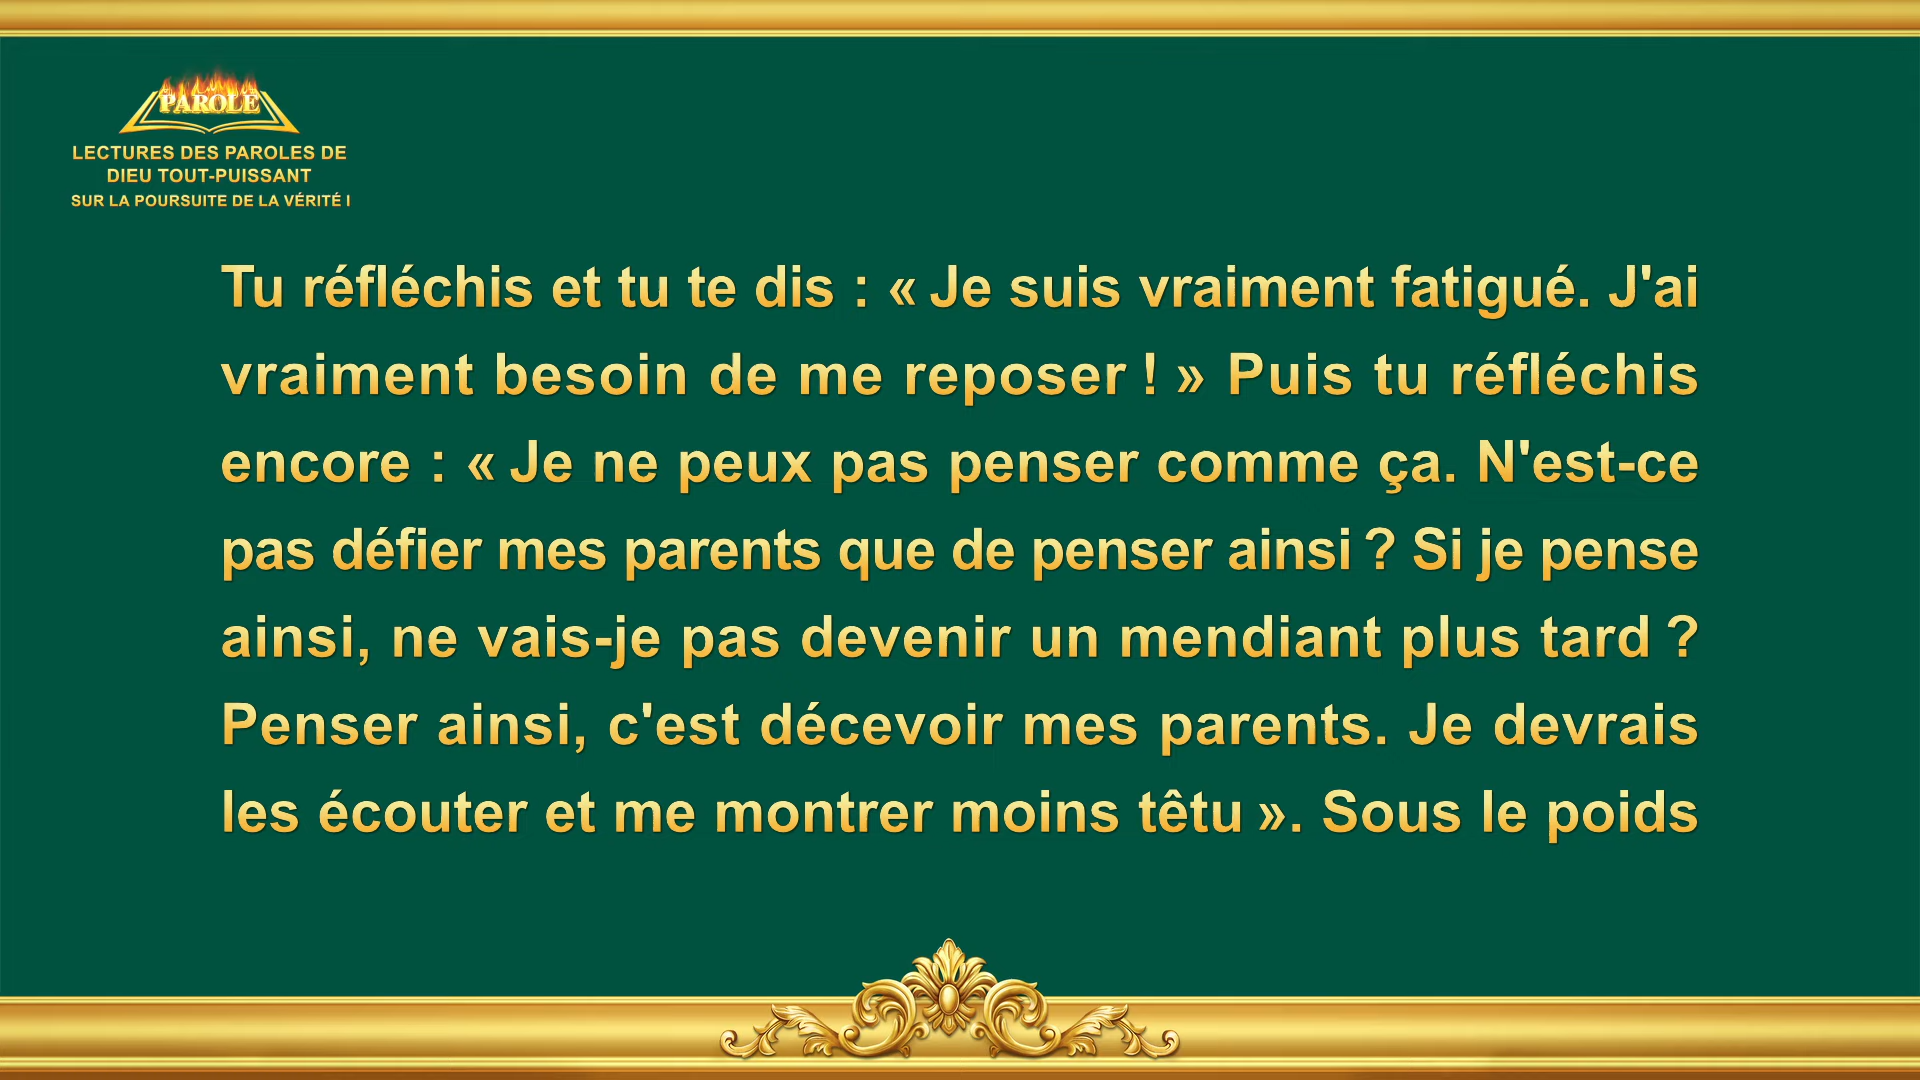 PAROLE
LECTURES DES PAROLES DE
DIEU TOUT-PUISSANT
SUR LA POURSUITE DE LA VÉRITÉ I
Tu réfléchis et tu te dis : « Je suis vraiment fatigué. J'ai
vraiment besoin de me reposer ! » Puis tu réfléchis
encore : « Je ne peux pas penser comme ça. N'est-ce
pas défier mes parents que de penser ainsi ? Si je pense
ainsi, ne vais-je pas devenir un mendiant plus tard ?
Penser ainsi, c'est décevoir mes parents. Je devrais
les écouter et me montrer moins têtu ». Sous le poids